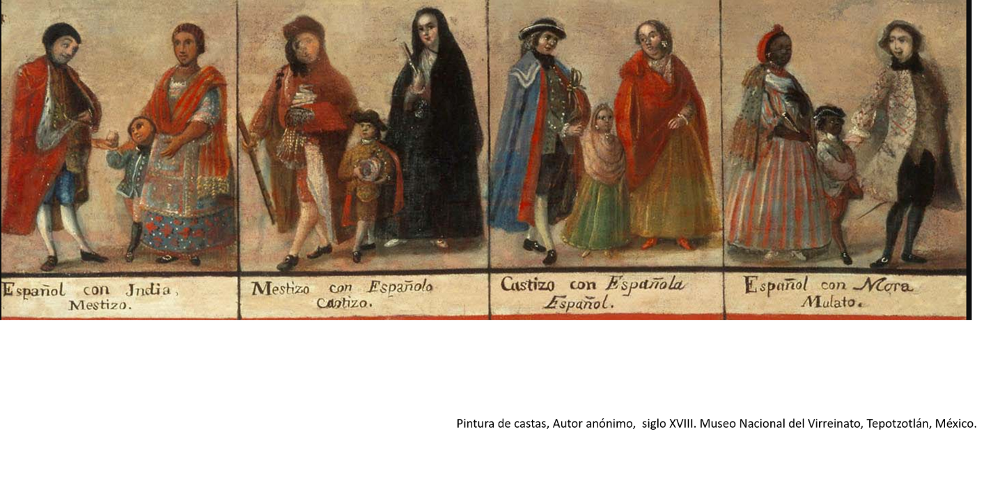 Español con Jndia,
Mestizo.
Mestizo con Españolo
Castizo.
Castizo con Española
Español.
Español con Mora
Mulato.
Pintura de castas, Autor anónimo, siglo XVIII. Museo Nacional del Virreinato, Tepotzotlán, México.